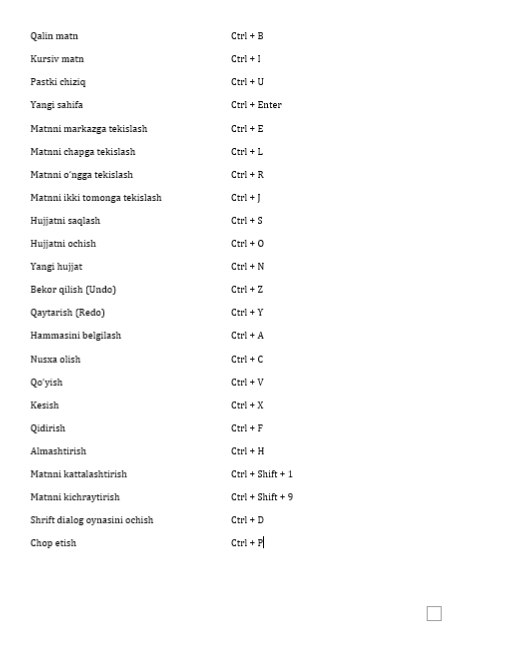 Qalin matn Ctrl + B
Kursiv matn Ctrl + I
Pastki chiziq Ctrl + U
Yangi sahifa Ctrl + Enter
Matnni markazga tekislash Ctrl + E
Matnni chapga tekislash Ctrl + L
Matnni o'ngga tekislash Ctrl + R
Matnni ikki tomonga tekislash Ctrl + J
Hujjatni saqlash Ctrl + S
Hujjatni ochish Ctrl + O
Yangi hujjat Ctrl + N
Bekor qilish (Undo) Ctrl + Z
Qaytarish (Redo) Ctrl + Y
Hammasini belgilash Ctrl + A
Nusxa olish Ctrl + C
Qo'yish Ctrl + V
Kesish Ctrl + X
Qidirish Ctrl + F
Almashtirish Ctrl + H
Matnni kattalashtirish Ctrl + Shift + 1
Matnni kichraytirish Ctrl + Shift + 9
Shrift dialog oynasini ochish Ctrl + D
Chop etish Ctrl + P